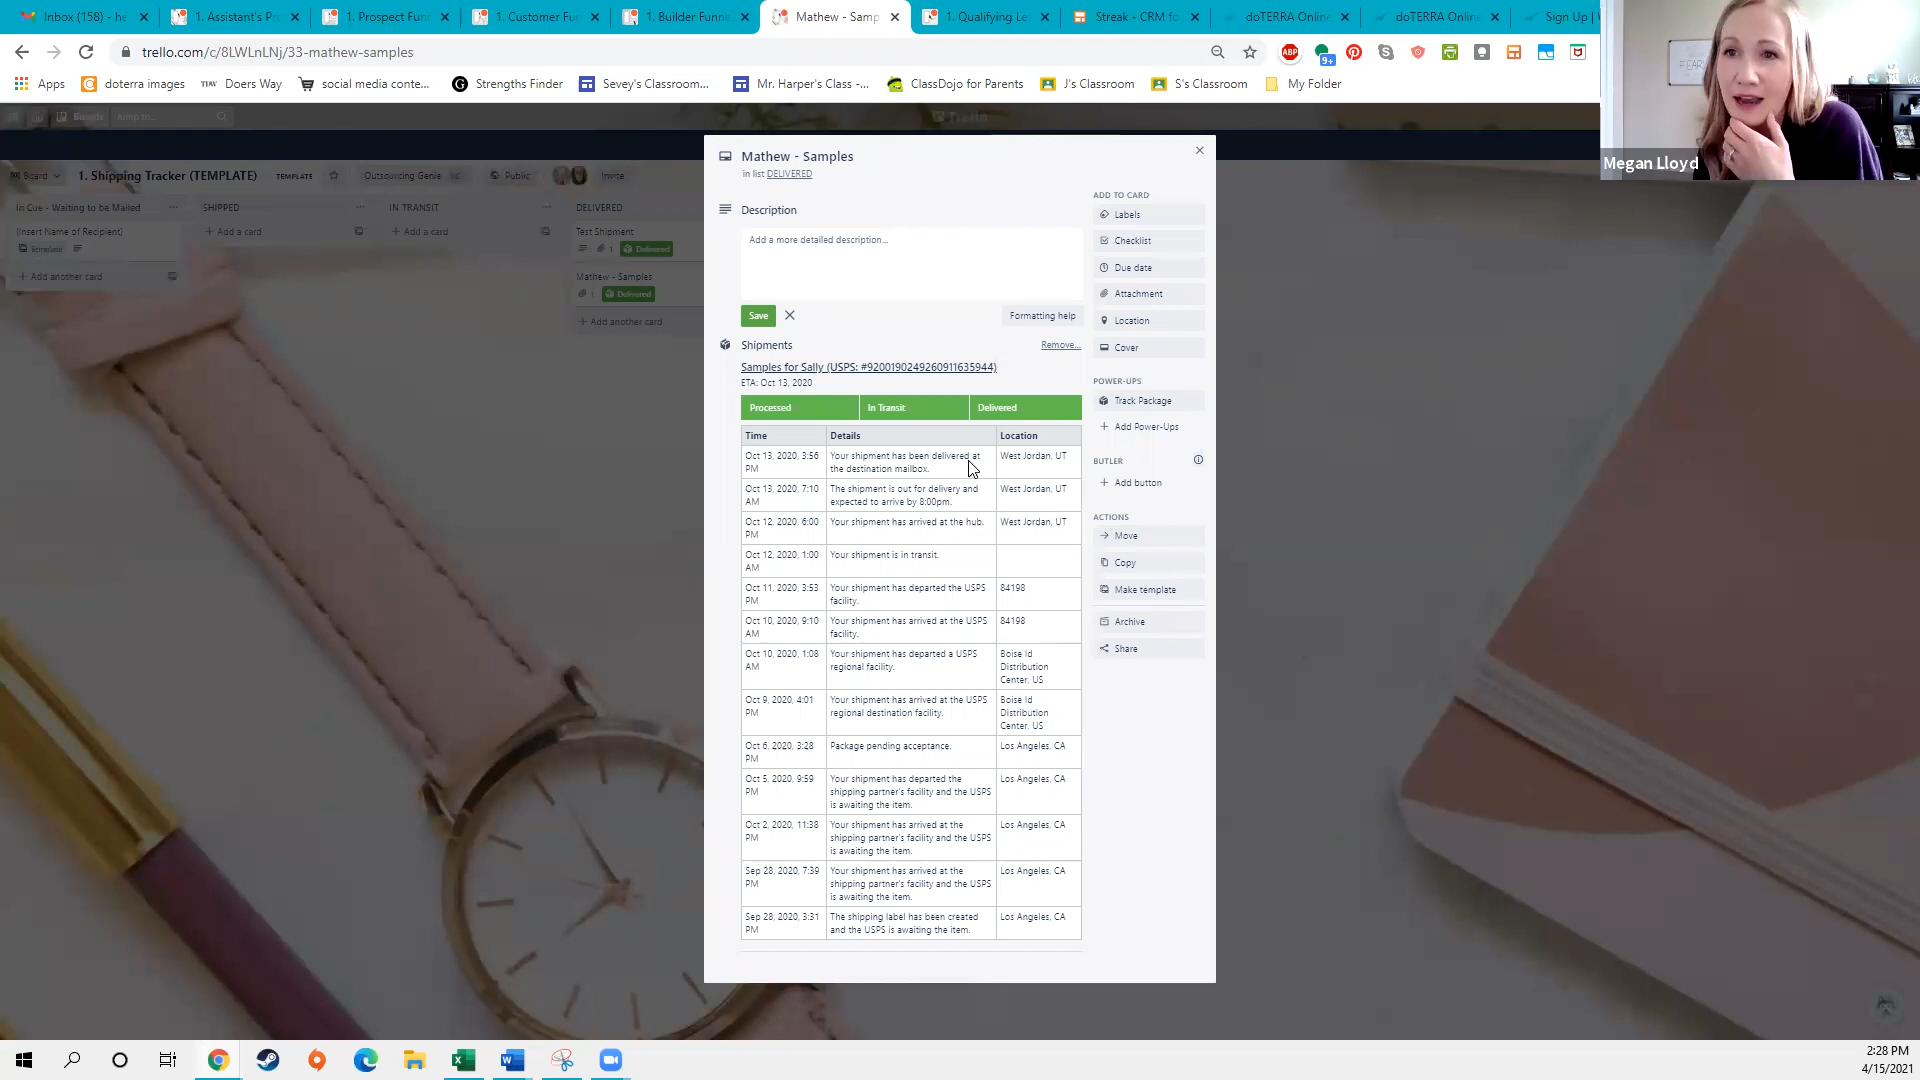 Inbox (158) - he
1. Assistant's Pro
1. Prospect Funn
1. Customer Fun
1. Builder Funne
Mathew - Samp
1. Qualifying Le
Streak - CRM fo
doTERRA Online
doTERRA Online
Sign Up |
trello.com/c/8LWLnLNj/33-mathew-samples
ABP
9+
Apps
doterra images
Doers Way
social media conte...
Strengths Finder
Sevey's Classroom...
Mr. Harper's Class -...
ClassDojo for Parents
J's Classroom
S's Classroom
My Folder
Megan Lloyd
Boards
Jump to...
Trello
Board
1. Shipping Tracker (TEMPLATE)
TEMPLATE
Outsourcing Genie
Public
Invite
In Cue - Waiting to be Mailed
SHIPPED
IN TRANSIT
DELIVERED
(Insert Name of Recipient)
Template
+ Add another card
+ Add a card
+ Add a card
Test Shipment
1
Delivered
Mathew - Samples
1
Delivered
+ Add another card
Mathew - Samples
in list DELIVERED
Description
Add a more detailed description...
Save
Formatting help
Shipments
Remove...
Samples for Sally (USPS: #9200190249260911635944)
ETA: Oct 13, 2020
Processed
In Transit
Delivered
Time Details Location
Oct 13, 2020, 3:56 Your shipment has been delivered at West Jordan, UT
PM the destination mailbox.
Oct 13, 2020, 7:10 The shipment is out for delivery and West Jordan, UT
AM expected to arrive by 8:00pm.
Oct 12, 2020, 6:00 Your shipment has arrived at the hub. West Jordan, UT
PM
Oct 12, 2020, 1:00 Your shipment is in transit.
AM
Oct 11, 2020, 3:53 Your shipment has departed the USPS 84198
PM facility.
Oct 10, 2020, 9:10 Your shipment has arrived at the USPS 84198
AM facility.
Oct 10, 2020, 1:08 Your shipment has departed a USPS Boise Id
AM regional facility. Distribution
Center, US
Oct 9, 2020, 4:01 Your shipment has arrived at the USPS Boise Id
PM regional destination facility. Distribution
Center, US
Oct 6, 2020, 3:28 Package pending acceptance. Los Angeles, CA
PM
Oct 5, 2020, 9:59 Your shipment has departed the Los Angeles, CA
PM shipping partner's facility and the USPS
is awaiting the item.
Oct 2, 2020, 11:38 Your shipment has arrived at the Los Angeles, CA
PM shipping partner's facility and the USPS
is awaiting the item.
Sep 28, 2020, 7:39 Your shipment has arrived at the Los Angeles, CA
PM shipping partner's facility and the USPS
is awaiting the item.
Sep 28, 2020, 3:31 The shipping label has been created Los Angeles, CA
PM and the USPS is awaiting the item.
ADD TO CARD
Labels
Checklist
Due date
Attachment
Location
Cover
POWER-UPS
Track Package
+ Add Power-Ups
BUTLER
+ Add button
ACTIONS
Move
Copy
Make template
Archive
Share
2:28 PM
4/15/2021